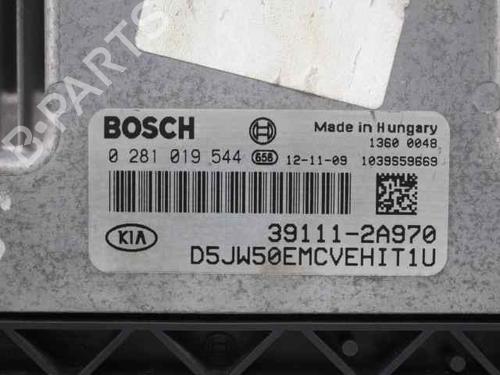 B-PARTS
BOSCH
Made in Hungary
1360 0048
0 281 019 544 658 12-11-09 1039S59669
KIA
39111-2A970
D5JW50EMCVEHIT1U